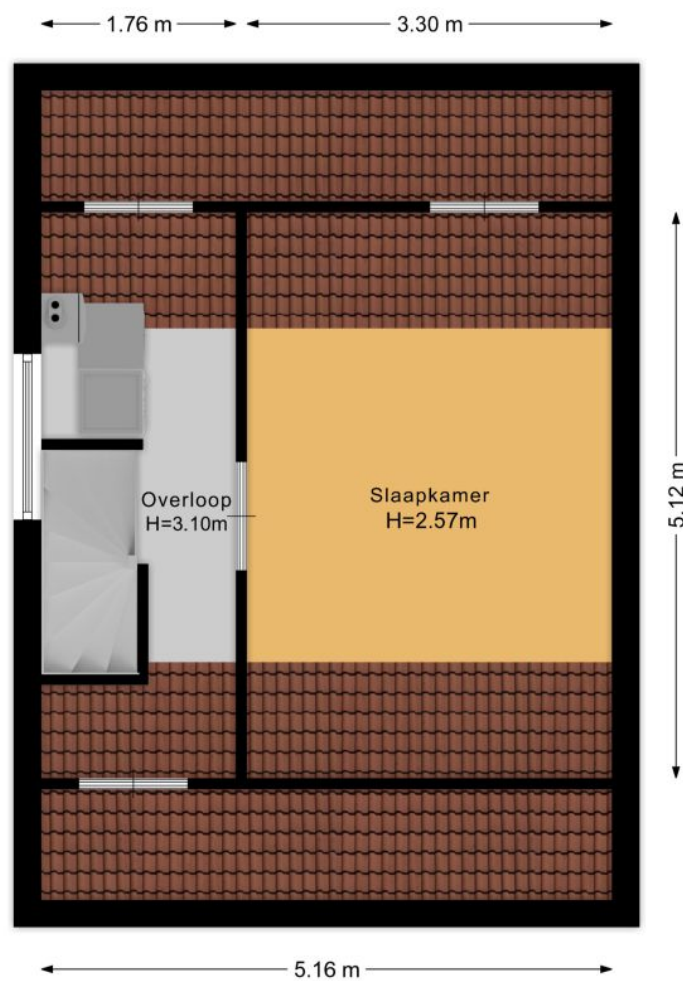 1.76 m
3.30 m
5.12 m
Overloop
H=3.10m
Slaapkamer
H=2.57m
5.16 m